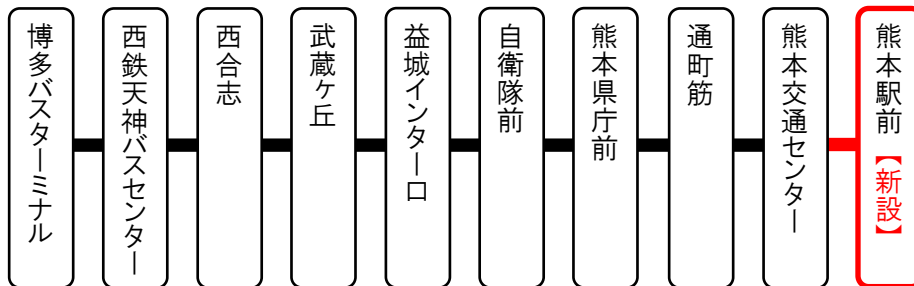 博多バスターミナル
西鉄天神バスセンター
西合志
武蔵ヶ丘
益城インター口
自衛隊前
熊本県庁前
通町筋
熊本交通センター
熊本駅前【新設】